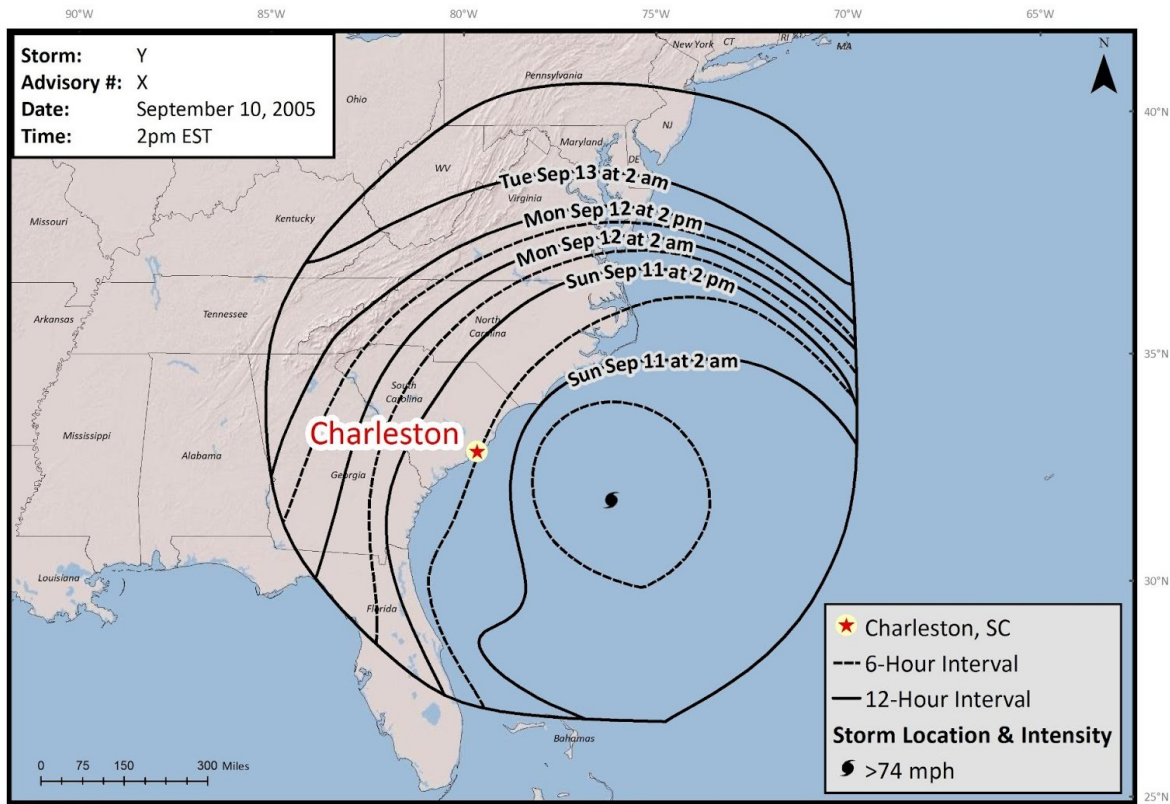 90°W 85°W 80°W 75°W 70°W 65°W
Storm: Y
Advisory #: X
Date: September 10, 2005
Time: 2pm EST
N
New York
CT
RI
MA
Pennsylvania
Ohio
40°N
NJ
Maryland
DE
WV
Tue Sep 13 at 2 am
Virginia
Missouri
Kentucky
Mon Sep 12 at 2 pm
Mon Sep 12 at 2 am
Sun Sep 11 at 2 pm
Arkansas
Tennessee
North
Carolina
35°N
Sun Sep 11 at 2 am
South
Carolina
Charleston
Mississippi
Alabama
Georgia
Louisiana
30°N
Florida
Charleston, SC
6-Hour Interval
12-Hour Interval
Storm Location & Intensity
>74 mph
Bahamas
0 75 150 300 Miles
25°N